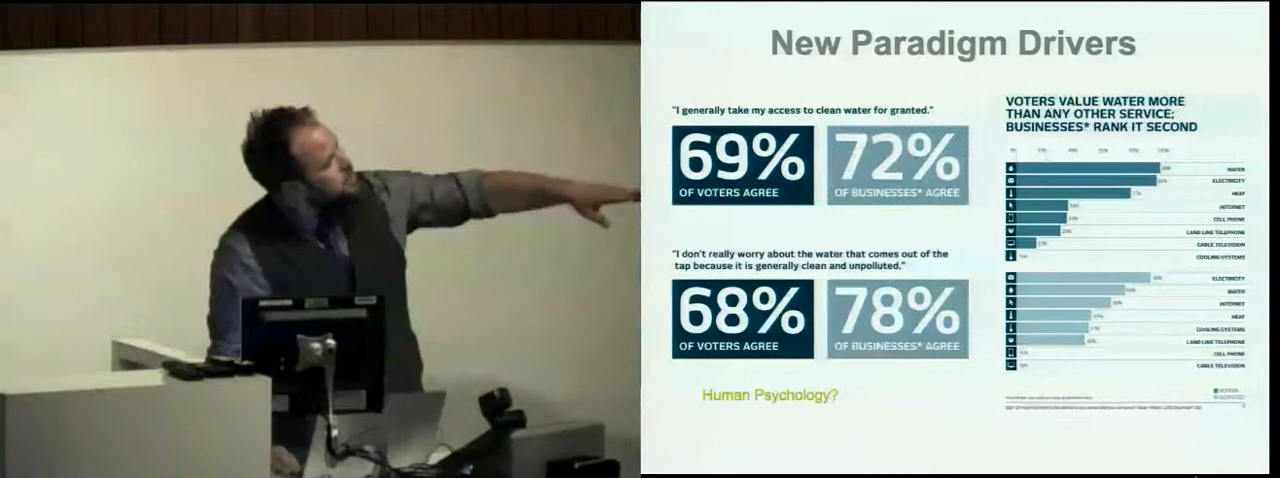 New Paradigm Drivers
"I generally take my access to clean water for granted."
69%
OF VOTERS AGREE
72%
OF BUSINESSES* AGREE
"I don't really worry about the water that comes out of the
tap because it is generally clean and unpolluted."
68%
OF VOTERS AGREE
78%
OF BUSINESSES* AGREE
Human Psychology?
VOTERS VALUE WATER MORE
THAN ANY OTHER SERVICE;
BUSINESSES* RANK IT SECOND
WATER
ELECTRICITY
HEAT
INTERNET
CELL PHONE
LAND LINE TELEPHONE
CABLE TELEVISION
COOLING SYSTEMS
ELECTRICITY
WATER
INTERNET
HEAT
COOLING SYSTEMS
LAND LINE TELEPHONE
CELL PHONE
CABLE TELEVISION